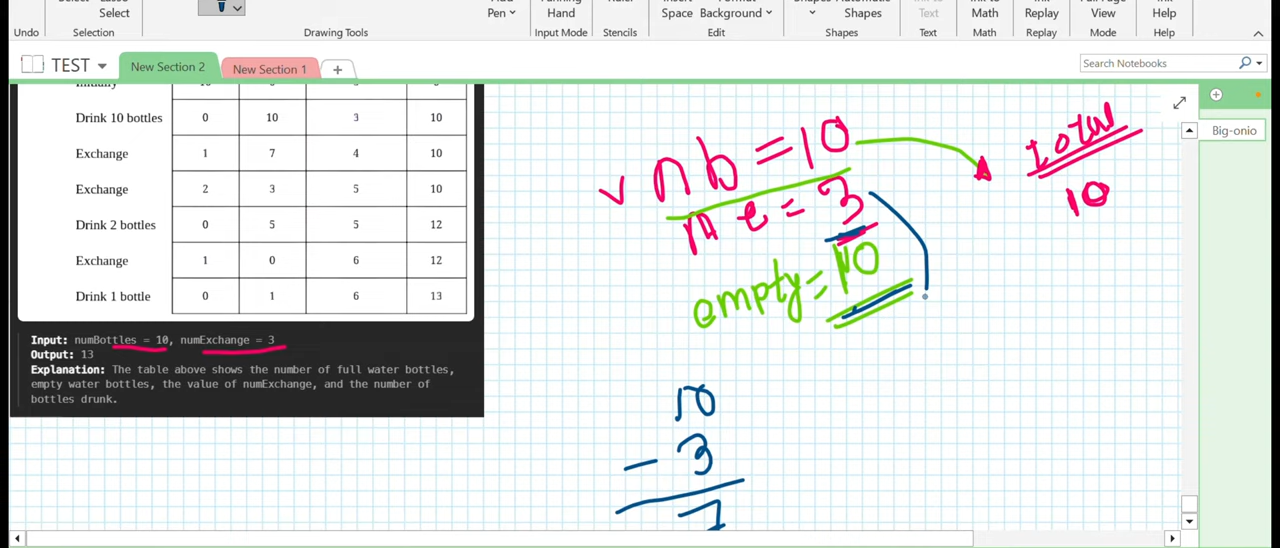 Pen
Hand
Space
Background
Shapes
Shapes
Text
Math
Replay
View
Help
Select
Undo
Selection
Drawing Tools
Input Mode
Stencils
Edit
Shapes
Text
Math
Replay
Mode
Help
TEST
New Section 2
New Section 1
+
Search Notebooks
Big-onio
Drink 10 bottles 0 10 3 10
Exchange 1 7 4 10
Exchange 2 3 5 10
Drink 2 bottles 0 5 5 12
Exchange 1 0 6 12
Drink 1 bottle 0 1 6 13
Input: numBottles = 10, numExchange = 3
Output: 13
Explanation: The table above shows the number of full water bottles,
empty water bottles, the value of numExchange, and the number of
bottles drunk.
nb = 10
ne = 3
empty = 10
total
10
10
- 3
7